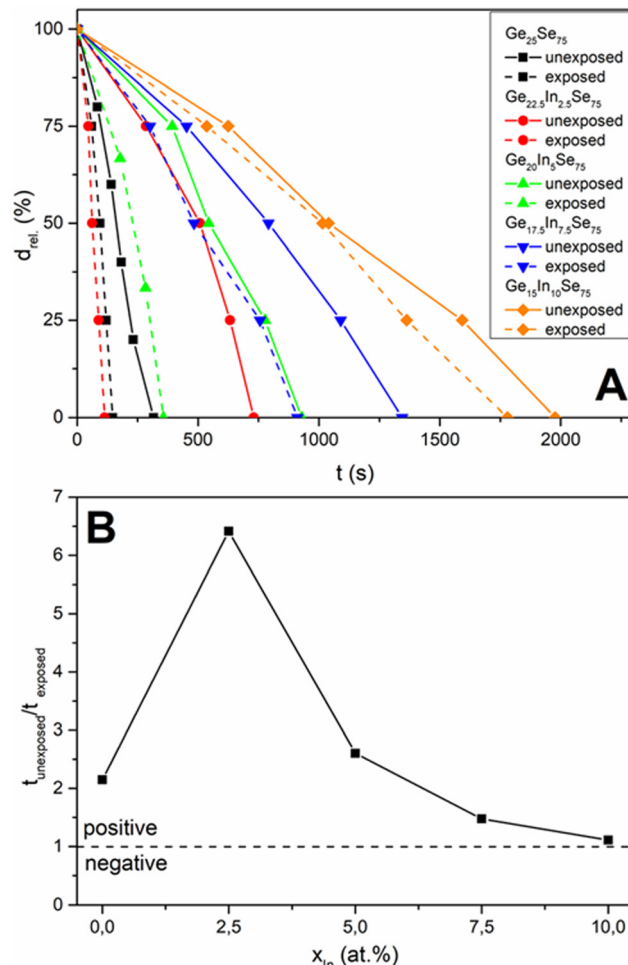 A
100
75
50
25
0
d_rel. (%)
0
500
1000
1500
2000
t (s)
Ge₂₅Se₇₅
unexposed
exposed
Ge₂₂.₅In₂.₅Se₇₅
unexposed
exposed
Ge₂₀In₅Se₇₅
unexposed
exposed
Ge₁₇.₅In₇.₅Se₇₅
unexposed
exposed
Ge₁₅In₁₀Se₇₅
unexposed
exposed
B
7
6
5
4
3
2
1
0
t_unexposed/t_exposed
positive
negative
0,0
2,5
5,0
7,5
10,0
x_In (at.%)